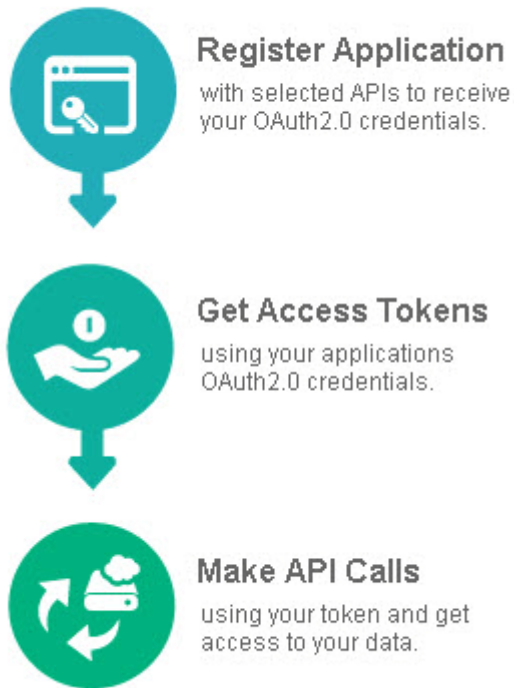 Register Application
with selected APIs to receive
your OAuth2.0 credentials.
Get Access Tokens
using your applications
OAuth2.0 credentials.
Make API Calls
using your token and get
access to your data.